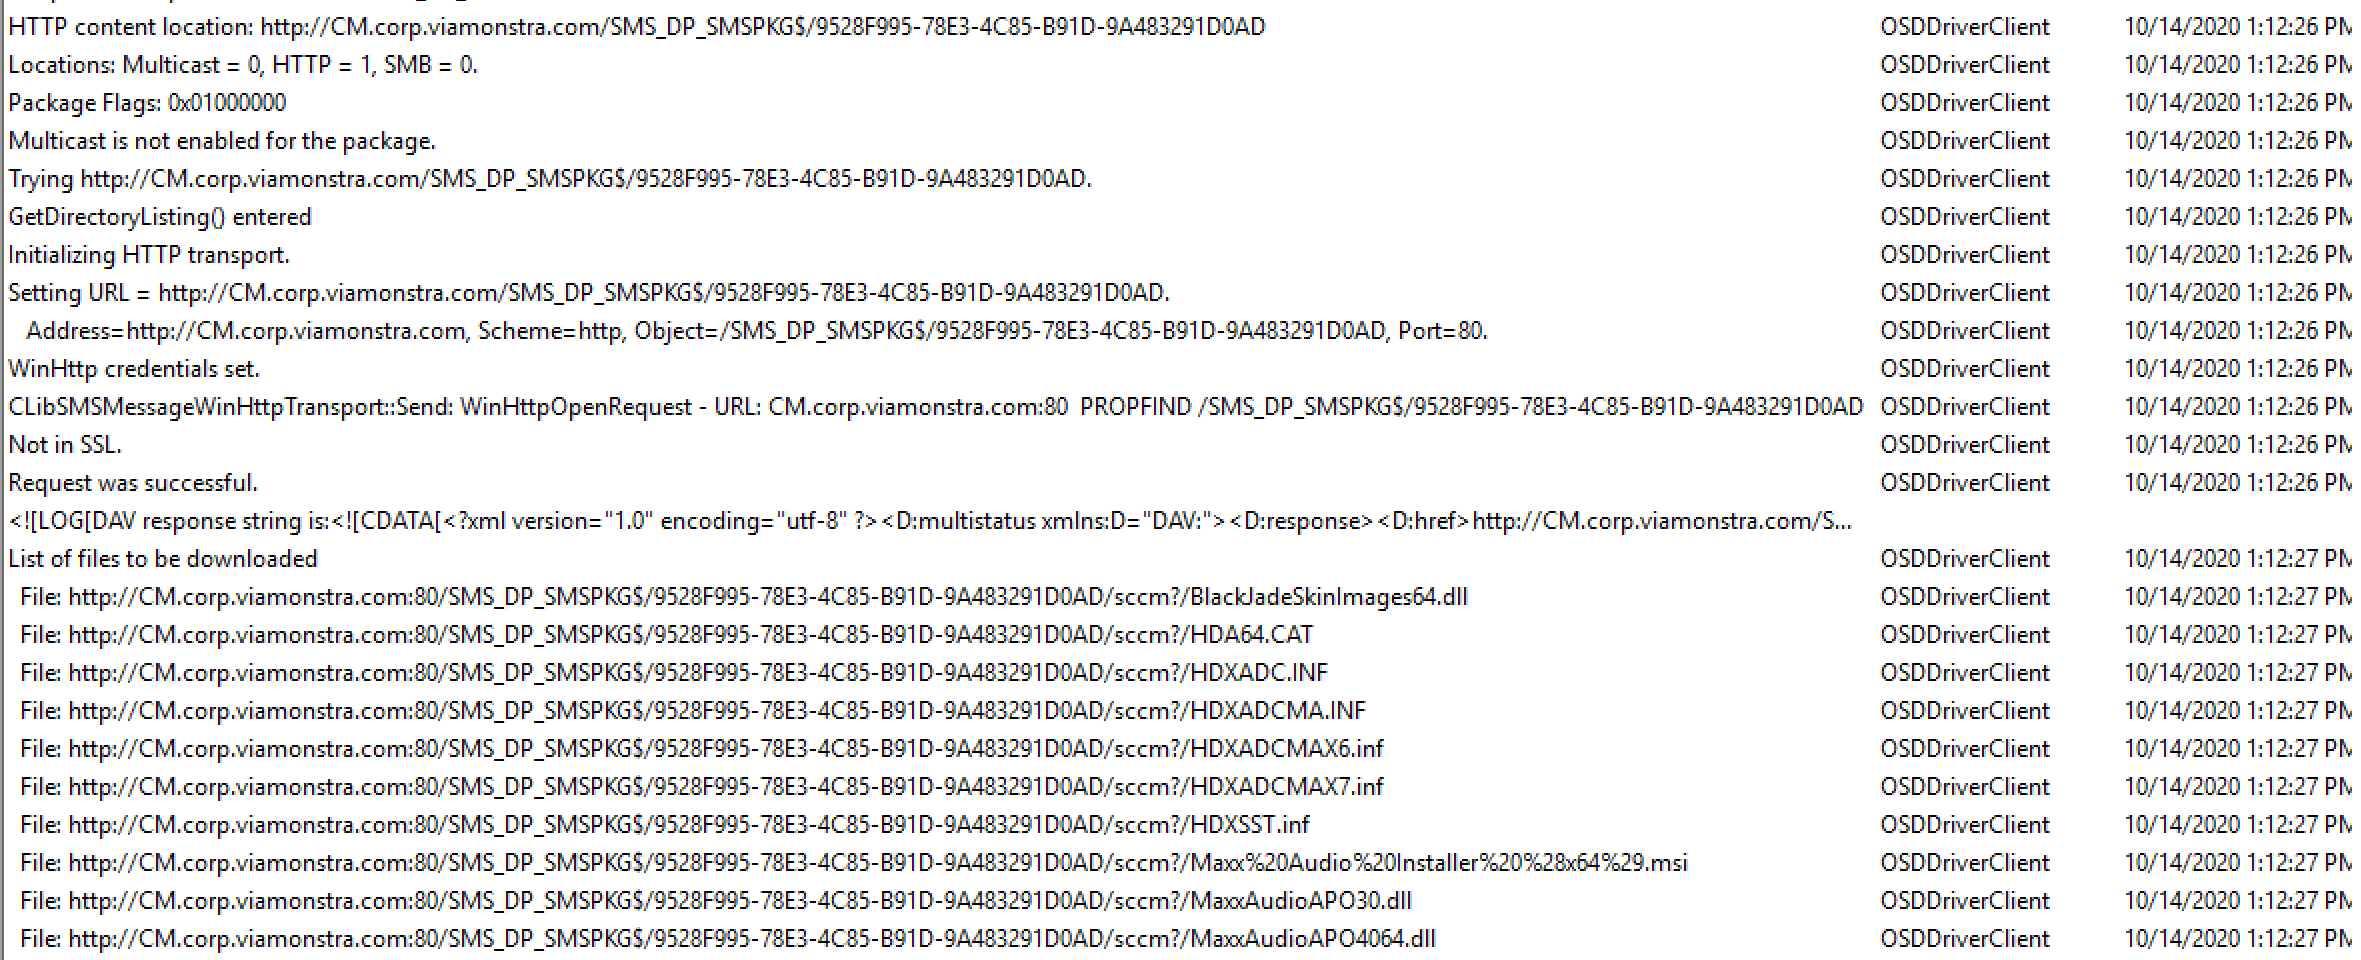 HTTP content location: http://CM.corp.viamonstra.com/SMS_DP_SMSPKG$/9528F995-78E3-4C85-B91D-9A483291D0AD OSDDriverClient 10/14/2020 1:12:26 PM
Locations: Multicast = 0, HTTP = 1, SMB = 0. OSDDriverClient 10/14/2020 1:12:26 PM
Package Flags: 0x01000000 OSDDriverClient 10/14/2020 1:12:26 PM
Multicast is not enabled for the package. OSDDriverClient 10/14/2020 1:12:26 PM
Trying http://CM.corp.viamonstra.com/SMS_DP_SMSPKG$/9528F995-78E3-4C85-B91D-9A483291D0AD. OSDDriverClient 10/14/2020 1:12:26 PM
GetDirectoryListing() entered OSDDriverClient 10/14/2020 1:12:26 PM
Initializing HTTP transport. OSDDriverClient 10/14/2020 1:12:26 PM
Setting URL = http://CM.corp.viamonstra.com/SMS_DP_SMSPKG$/9528F995-78E3-4C85-B91D-9A483291D0AD. OSDDriverClient 10/14/2020 1:12:26 PM
Address=http://CM.corp.viamonstra.com, Scheme=http, Object=/SMS_DP_SMSPKG$/9528F995-78E3-4C85-B91D-9A483291D0AD, Port=80. OSDDriverClient 10/14/2020 1:12:26 PM
WinHttp credentials set. OSDDriverClient 10/14/2020 1:12:26 PM
CLibSMSMessageWinHttpTransport::Send: WinHttpOpenRequest - URL: CM.corp.viamonstra.com:80 PROPFIND /SMS_DP_SMSPKG$/9528F995-78E3-4C85-B91D-9A483291D0AD OSDDriverClient 10/14/2020 1:12:26 PM
Not in SSL. OSDDriverClient 10/14/2020 1:12:26 PM
Request was successful. OSDDriverClient 10/14/2020 1:12:26 PM
<![LOG[DAV response string is:<![CDATA[<?xml version="1.0" encoding="utf-8" ?><D:multistatus xmlns:D="DAV:"><D:response><D:href>http://CM.corp.viamonstra.com/S...
List of files to be downloaded OSDDriverClient 10/14/2020 1:12:27 PM
File: http://CM.corp.viamonstra.com:80/SMS_DP_SMSPKG$/9528F995-78E3-4C85-B91D-9A483291D0AD/sccm?/BlackJadeSkinImages64.dll OSDDriverClient 10/14/2020 1:12:27 PM
File: http://CM.corp.viamonstra.com:80/SMS_DP_SMSPKG$/9528F995-78E3-4C85-B91D-9A483291D0AD/sccm?/HDA64.CAT OSDDriverClient 10/14/2020 1:12:27 PM
File: http://CM.corp.viamonstra.com:80/SMS_DP_SMSPKG$/9528F995-78E3-4C85-B91D-9A483291D0AD/sccm?/HDXADC.INF OSDDriverClient 10/14/2020 1:12:27 PM
File: http://CM.corp.viamonstra.com:80/SMS_DP_SMSPKG$/9528F995-78E3-4C85-B91D-9A483291D0AD/sccm?/HDXADCMA.INF OSDDriverClient 10/14/2020 1:12:27 PM
File: http://CM.corp.viamonstra.com:80/SMS_DP_SMSPKG$/9528F995-78E3-4C85-B91D-9A483291D0AD/sccm?/HDXADCMAX6.inf OSDDriverClient 10/14/2020 1:12:27 PM
File: http://CM.corp.viamonstra.com:80/SMS_DP_SMSPKG$/9528F995-78E3-4C85-B91D-9A483291D0AD/sccm?/HDXADCMAX7.inf OSDDriverClient 10/14/2020 1:12:27 PM
File: http://CM.corp.viamonstra.com:80/SMS_DP_SMSPKG$/9528F995-78E3-4C85-B91D-9A483291D0AD/sccm?/HDXSST.inf OSDDriverClient 10/14/2020 1:12:27 PM
File: http://CM.corp.viamonstra.com:80/SMS_DP_SMSPKG$/9528F995-78E3-4C85-B91D-9A483291D0AD/sccm?/Maxx%20Audio%20Installer%20%28x64%29.msi OSDDriverClient 10/14/2020 1:12:27 PM
File: http://CM.corp.viamonstra.com:80/SMS_DP_SMSPKG$/9528F995-78E3-4C85-B91D-9A483291D0AD/sccm?/MaxxAudioAPO30.dll OSDDriverClient 10/14/2020 1:12:27 PM
File: http://CM.corp.viamonstra.com:80/SMS_DP_SMSPKG$/9528F995-78E3-4C85-B91D-9A483291D0AD/sccm?/MaxxAudioAPO4064.dll OSDDriverClient 10/14/2020 1:12:27 PM